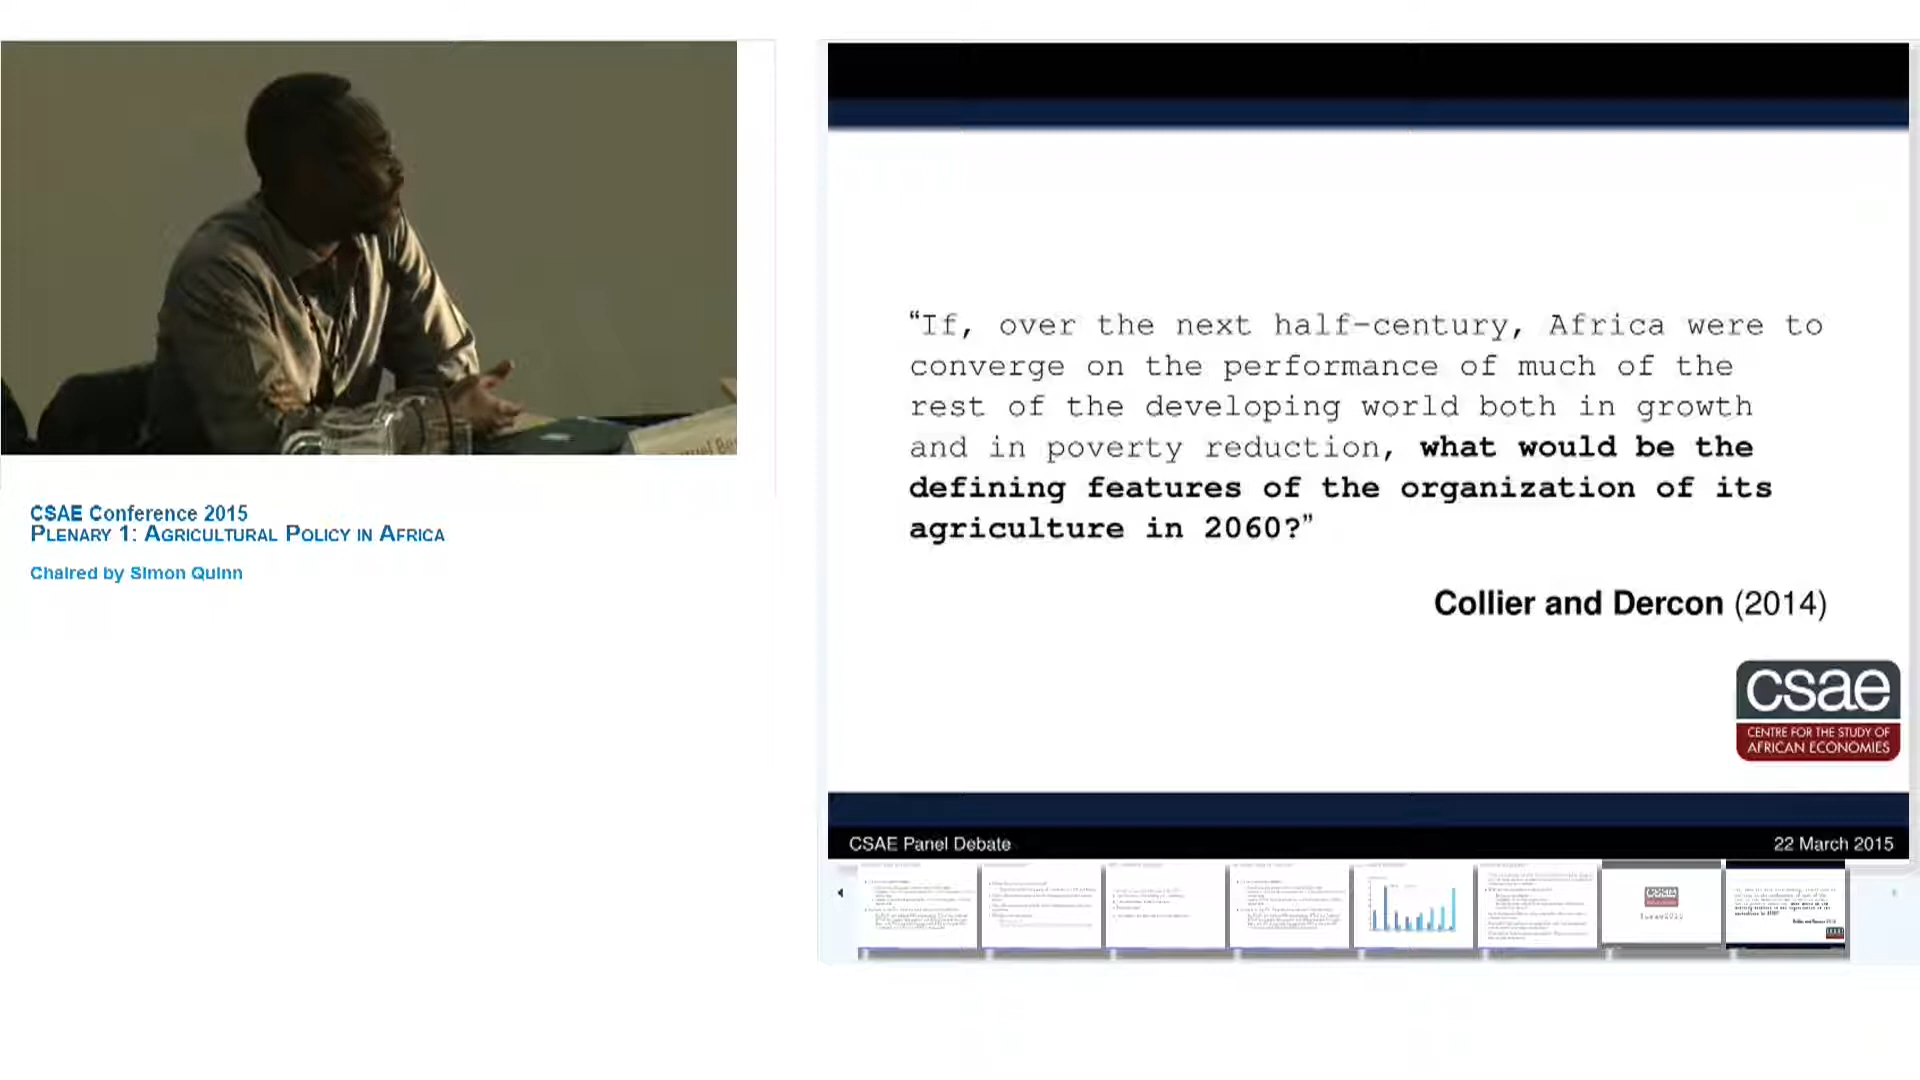 CSAE Conference 2015
PLENARY 1: AGRICULTURAL POLICY IN AFRICA
Chaired by Simon Quinn
“If, over the next half-century, Africa were to
converge on the performance of much of the
rest of the developing world both in growth
and in poverty reduction, what would be the
defining features of the organization of its
agriculture in 2060?”
Collier and Dercon (2014)
csae
CENTRE FOR THE STUDY OF
AFRICAN ECONOMIES
CSAE Panel Debate
22 March 2015